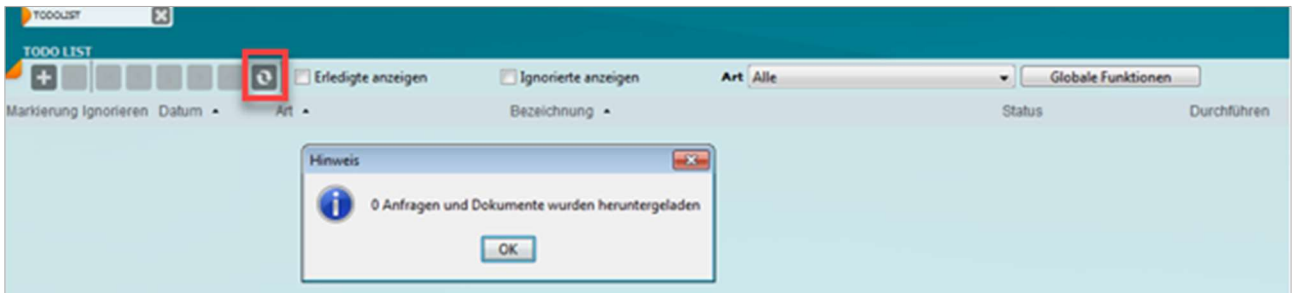 TODOLIST
TODO LIST
Erledigte anzeigen Ignorierte anzeigen Art Alle Globale Funktionen
Markierung Ignorieren Datum Art Bezeichnung Status Durchführen
Hinweis
0 Anfragen und Dokumente wurden heruntergeladen
OK